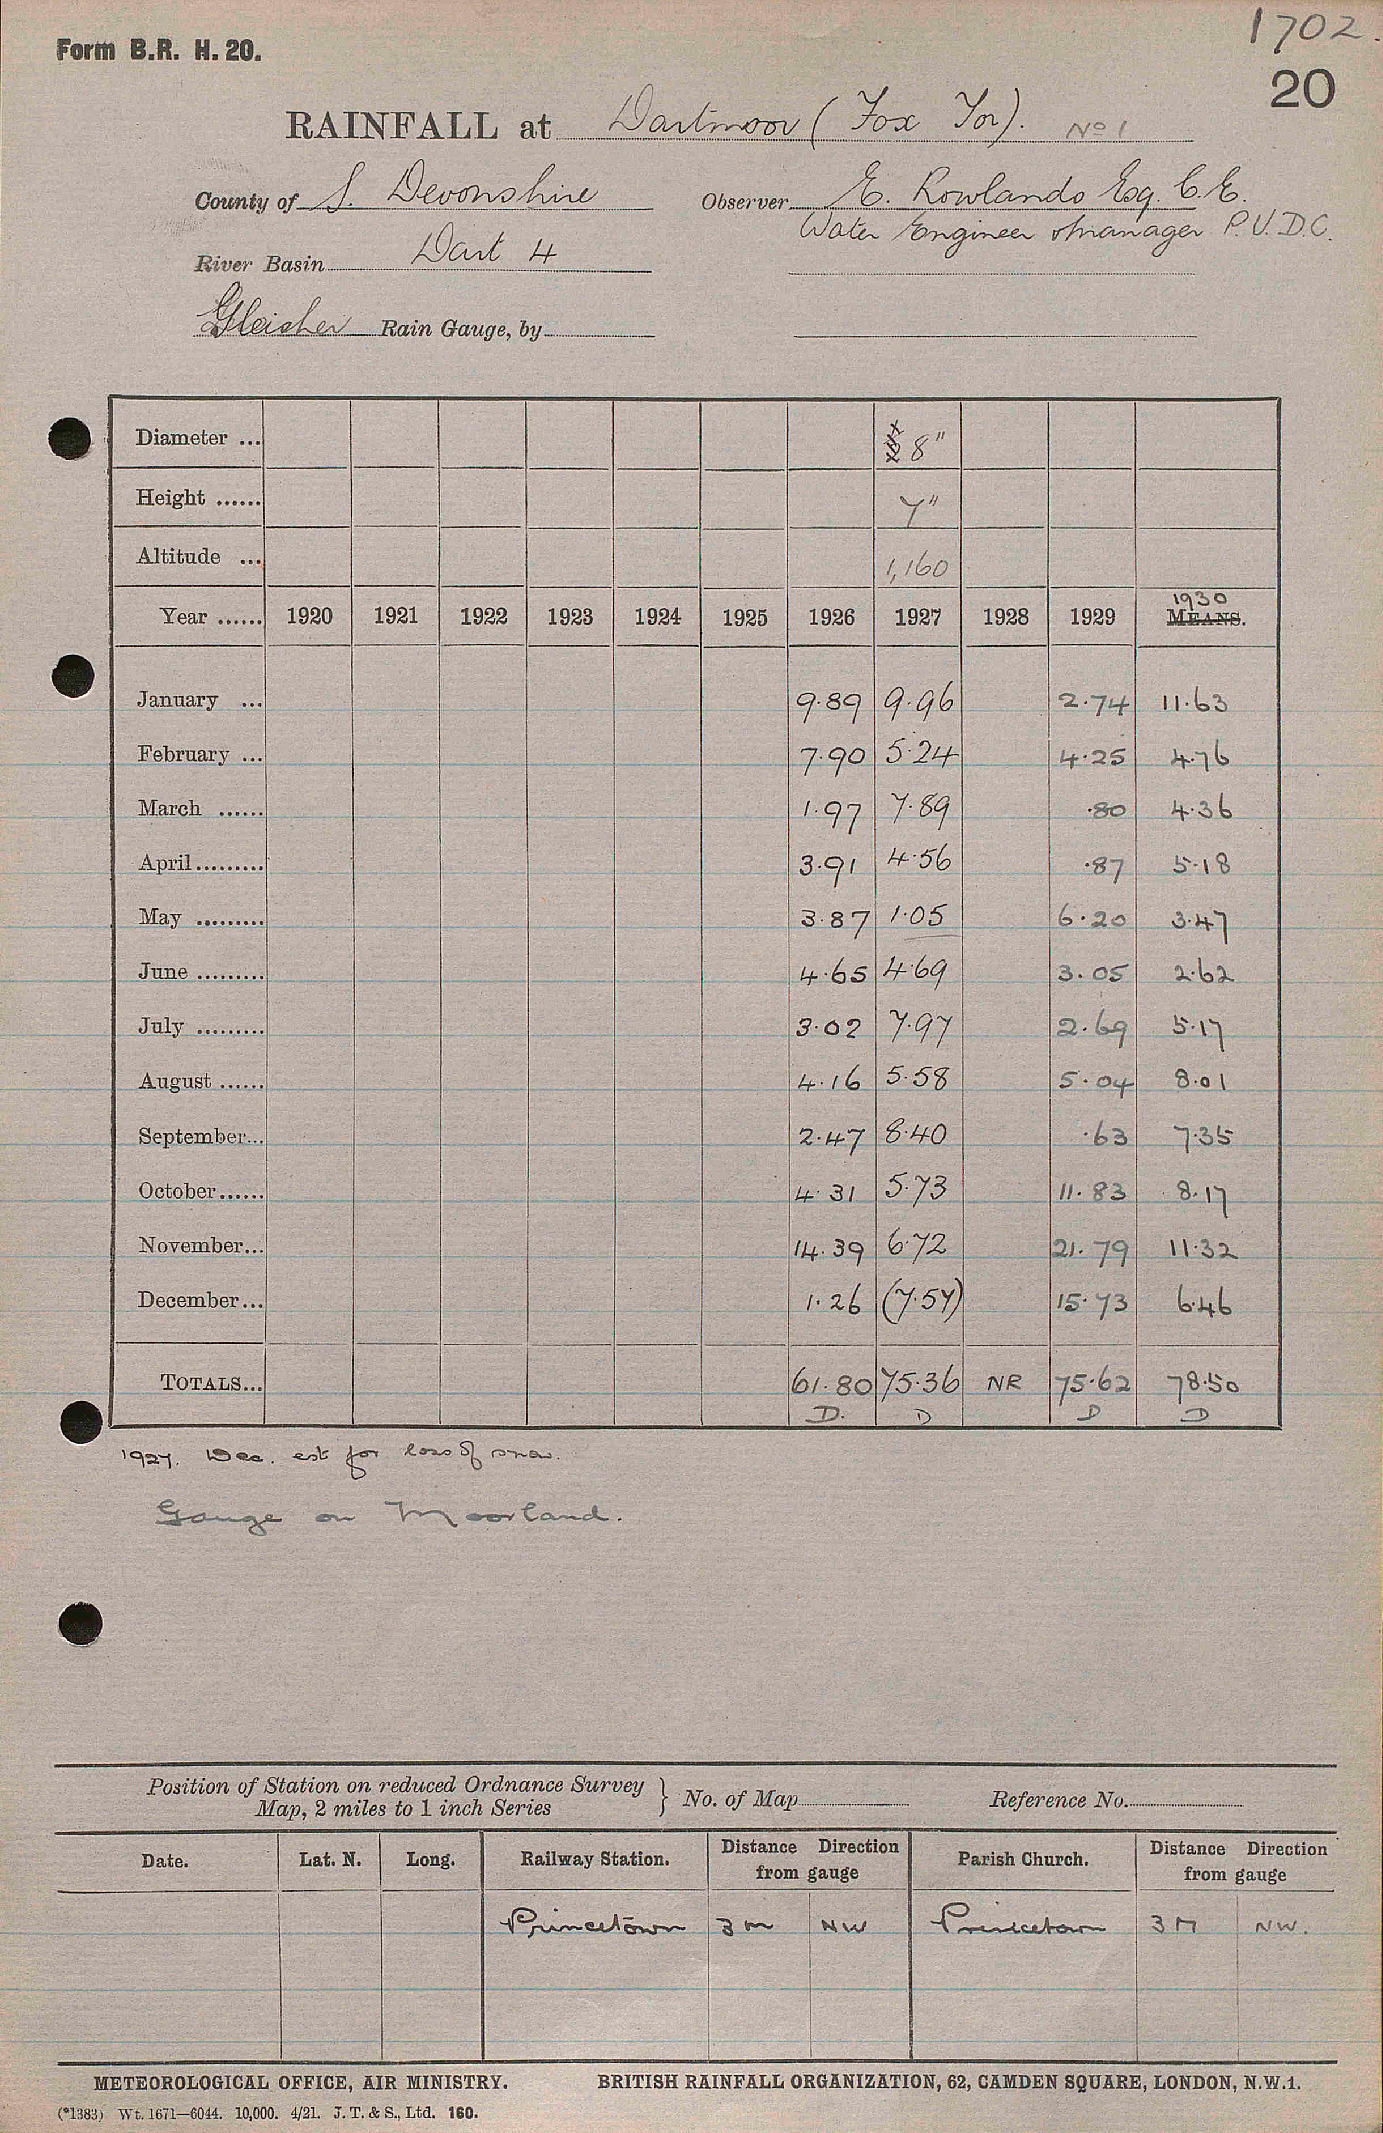 1702.
Form B.R. H. 20.
20
RAINFALL at Dartmoor (Fox Tor). No 1
County of S. Devonshire Observer E. Rowlands Esq. C.E.
Water Engineer & Manager P.U.D.C.
River Basin Dart 4
Glaisher Rain Gauge, by
Diameter ... 8"
Height ...... 7"
Altitude ... 1,160
Year ...... 1920 1921 1922 1923 1924 1925 1926 1927 1928 1929 1930 MEANS.
January ... 9.89 9.96 2.74 11.63
February ... 7.90 5.24 4.25 4.76
March ...... 1.97 7.89 .80 4.36
April ......... 3.91 4.56 .87 5.18
May ......... 3.87 1.05 6.20 3.47
June ......... 4.65 4.69 3.05 2.62
July ......... 3.02 7.97 2.69 5.17
August ...... 4.16 5.58 5.04 8.01
September... 2.47 8.40 .63 7.35
October ...... 4.31 5.73 11.83 8.17
November... 14.39 6.72 21.79 11.32
December... 1.26 (7.57) 15.73 6.46
TOTALS... 61.80 75.36 NR 75.62 78.50
D. D D D
1927. Dec. est for loss of snow.
Gauge on Moorland.
Position of Station on reduced Ordnance Survey Map, 2 miles to 1 inch Series } No. of Map Reference No.
Date. Lat. N. Long. Railway Station. Distance Direction from gauge Parish Church. Distance Direction from gauge
Princetown 3 m NW Princetown 3 M NW.
METEOROLOGICAL OFFICE, AIR MINISTRY. BRITISH RAINFALL ORGANIZATION, 62, CAMDEN SQUARE, LONDON, N.W.1.
(*1383) Wt. 1671—6044. 10,000. 4/21. J. T. & S., Ltd. 160.